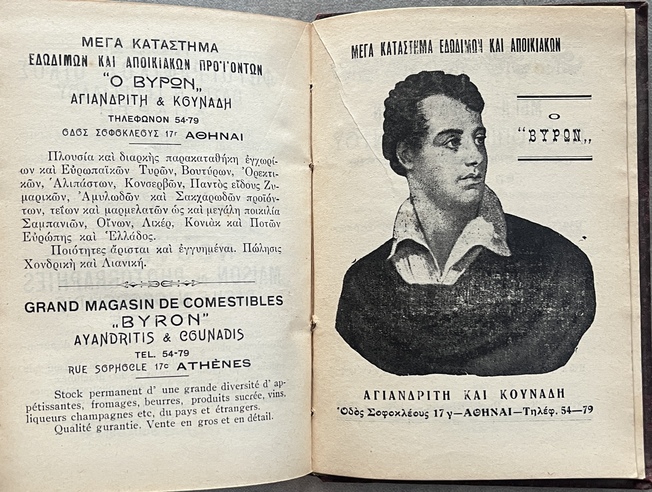 ΜΕΓΑ ΚΑΤΑΣΤΗΜΑ
ΕΔΩΔΙΜΩΝ ΚΑΙ ΑΠΟΙΚΙΑΚΩΝ ΠΡΟΪΟΝΤΩΝ
"Ο ΒΥΡΩΝ"
ΑΓΙΑΝΔΡΙΤΗ & ΚΟΥΝΑΔΗ
ΤΗΛΕΦΩΝΟΝ 54-79
ΟΔΟΣ ΣΟΦΟΚΛΕΟΥΣ 17γ ΑΘΗΝΑΙ
Πλουσία καὶ διαρκὴς παρακαταθήκη ἐγχωρί-
ων καὶ Εὐρωπαϊκῶν Τυρῶν, Βουτύρων, Ὀρεκτι-
κῶν, Ἁλιπάστων, Κονσερβῶν, Παντὸς εἴδους Ζυ-
μαρικῶν, Ἀμυλωδῶν καὶ Σακχαρωδῶν προϊόν-
των, τεΐων καὶ μαρμελατῶν ὡς καὶ μεγάλη ποικιλία
Σαμπανιῶν, Οἴνων, Λικέρ, Κονιὰκ καὶ Ποτῶν
Εὐρώπης καὶ Ἑλλάδος.
Ποιότητες ἄρισται καὶ ἐγγυημέναι. Πώλησις
Χονδρικὴ καὶ Λιανική.
GRAND MAGASIN DE COMESTIBLES
„BYRON"
AYANDRITIS & COUNADIS
TEL. 54-79
RUE SOPHOCLE 17c ATHÈNES
Stock permanent d' une grande diversité d' ap-
pétissantes, fromages, beurres, produits sucrée, vins.
liqueurs champagnes etc, du pays et étrangers.
Qualité gurantie. Vente en gros et en détail.
ΜΕΓΑ ΚΑΤΑΣΤΗΜΑ ΕΔΩΔΙΜΩΝ ΚΑΙ ΑΠΟΙΚΙΑΚΩΝ
Ο
"ΒΥΡΩΝ„
ΑΓΙΑΝΔΡΙΤΗ ΚΑΙ ΚΟΥΝΑΔΗ
Ὁδὸς Σοφοκλέους 17γ—ΑΘΗΝΑΙ—Τηλέφ. 54—79